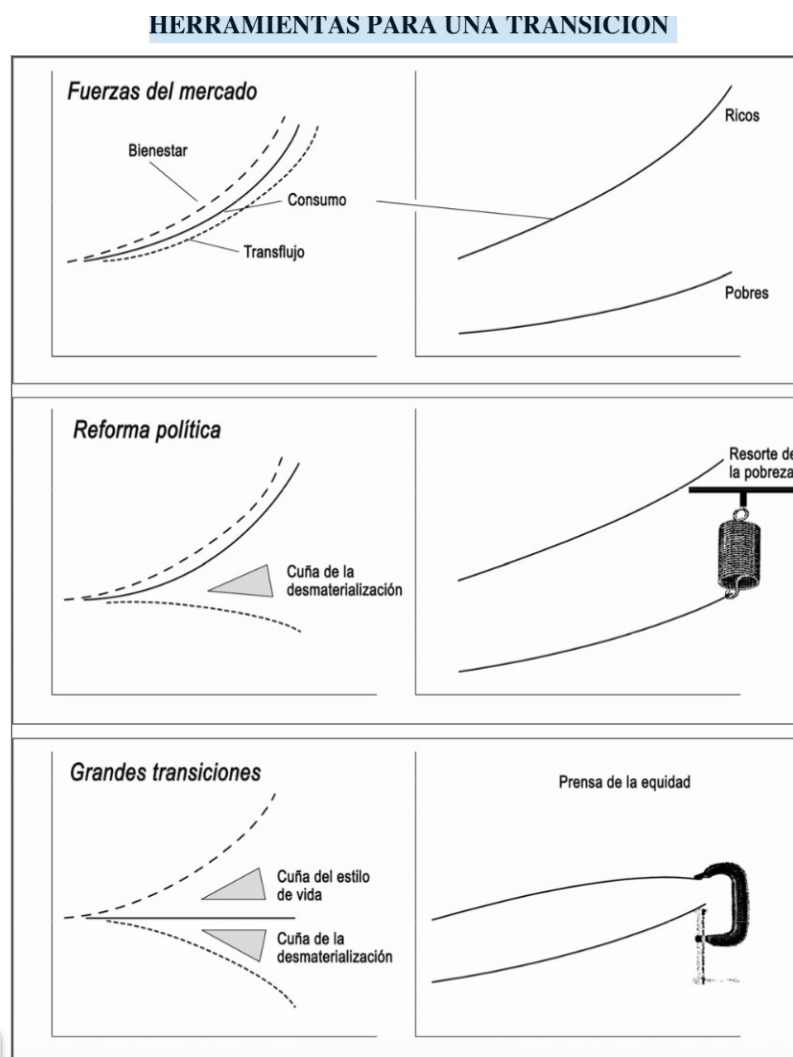 HERRAMIENTAS PARA UNA TRANSICION
Fuerzas del mercado
Bienestar
Consumo
Transflujo
Ricos
Pobres
Reforma política
Cuña de la
desmaterialización
Resorte de
la pobreza
Grandes transiciones
Cuña del estilo
de vida
Cuña de la
desmaterialización
Prensa de la equidad